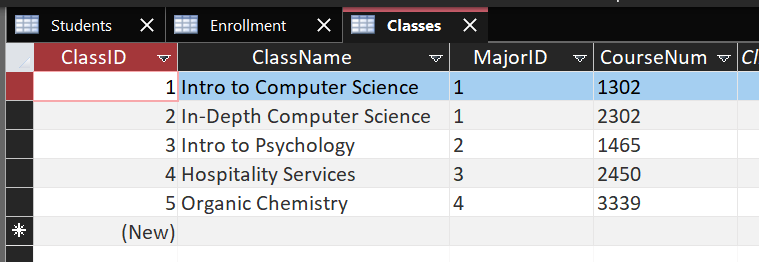 Students Enrollment Classes
ClassID ClassName MajorID CourseNum Cl
1 Intro to Computer Science 1 1302
2 In-Depth Computer Science 1 2302
3 Intro to Psychology 2 1465
4 Hospitality Services 3 2450
5 Organic Chemistry 4 3339
(New)